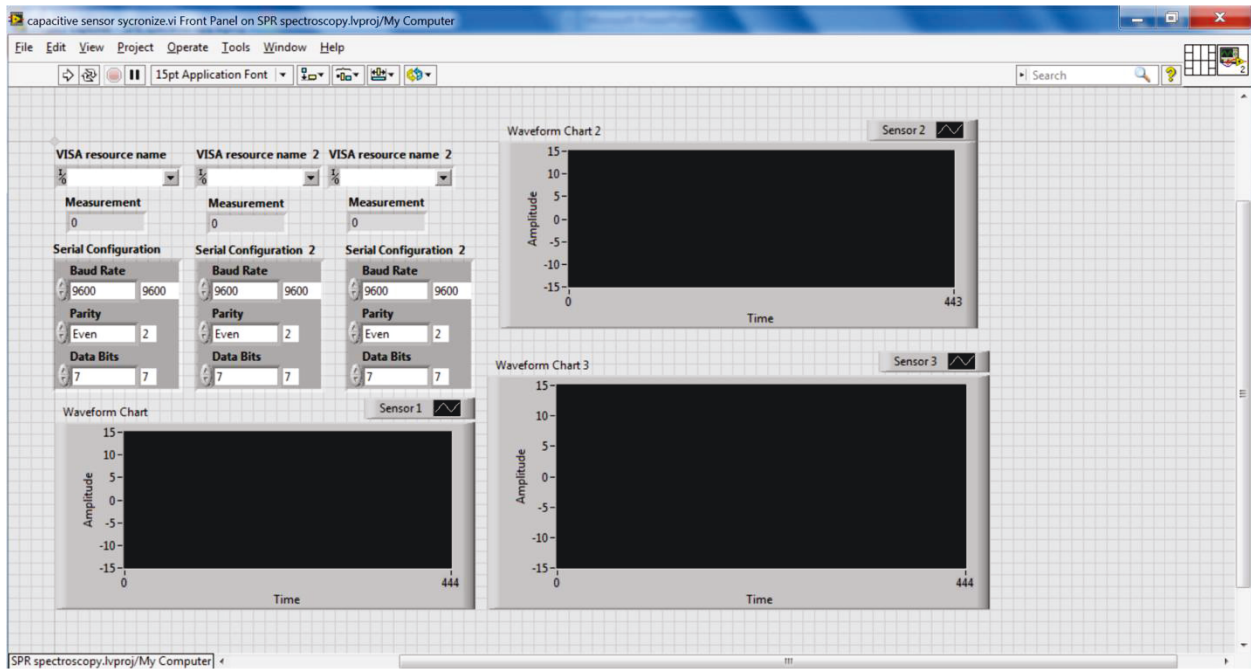 capacitive sensor sycronize.vi Front Panel on SPR spectroscopy.lvproj/My Computer
File Edit View Project Operate Tools Window Help
15pt Application Font
Search
2
VISA resource name VISA resource name 2 VISA resource name 2
Measurement Measurement Measurement
0 0 0
Serial Configuration Serial Configuration 2 Serial Configuration 2
Baud Rate Baud Rate Baud Rate
9600 9600 9600 9600 9600 9600
Parity Parity Parity
Even 2 Even 2 Even 2
Data Bits Data Bits Data Bits
7 7 7 7 7 7
Waveform Chart 2 Sensor 2
15
10
5
0
-5
-10
-15
Amplitude
0 443
Time
Waveform Chart Sensor 1
15
10
5
0
-5
-10
-15
Amplitude
0 444
Time
Waveform Chart 3 Sensor 3
15
10
5
0
-5
-10
-15
Amplitude
0 444
Time
SPR spectroscopy.lvproj/My Computer